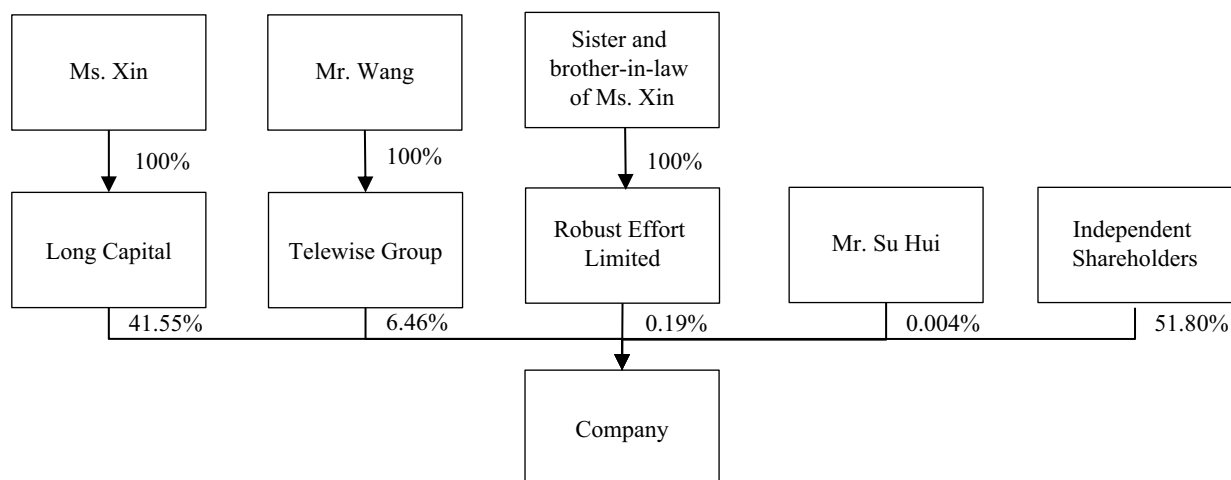 Ms. Xin
Mr. Wang
Sister and
brother-in-law
of Ms. Xin
100%
100%
100%
Long Capital
Telewise Group
Robust Effort
Limited
Mr. Su Hui
Independent
Shareholders
41.55%
6.46%
0.19%
0.004%
51.80%
Company